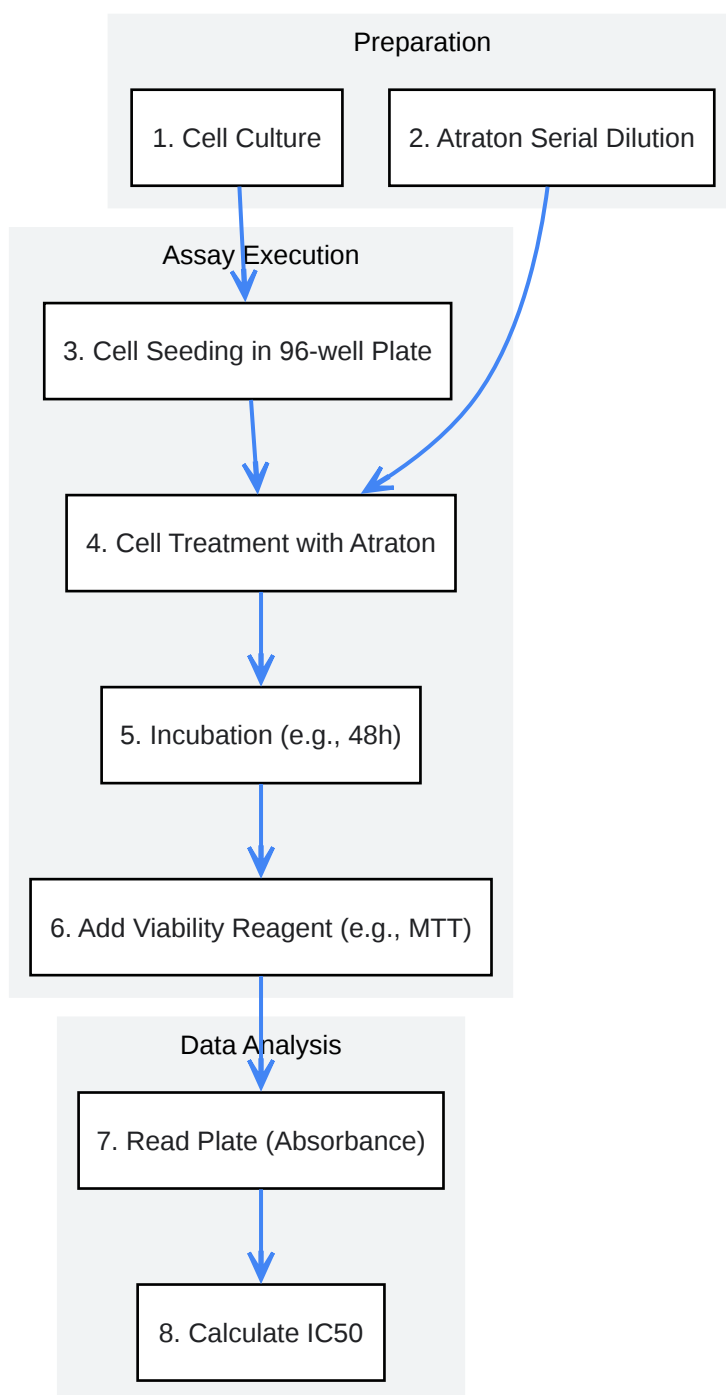 Preparation
1. Cell Culture
2. Atraton Serial Dilution
Assay Execution
3. Cell Seeding in 96-well Plate
4. Cell Treatment with Atraton
5. Incubation (e.g., 48h)
6. Add Viability Reagent (e.g., MTT)
Data Analysis
7. Read Plate (Absorbance)
8. Calculate IC50